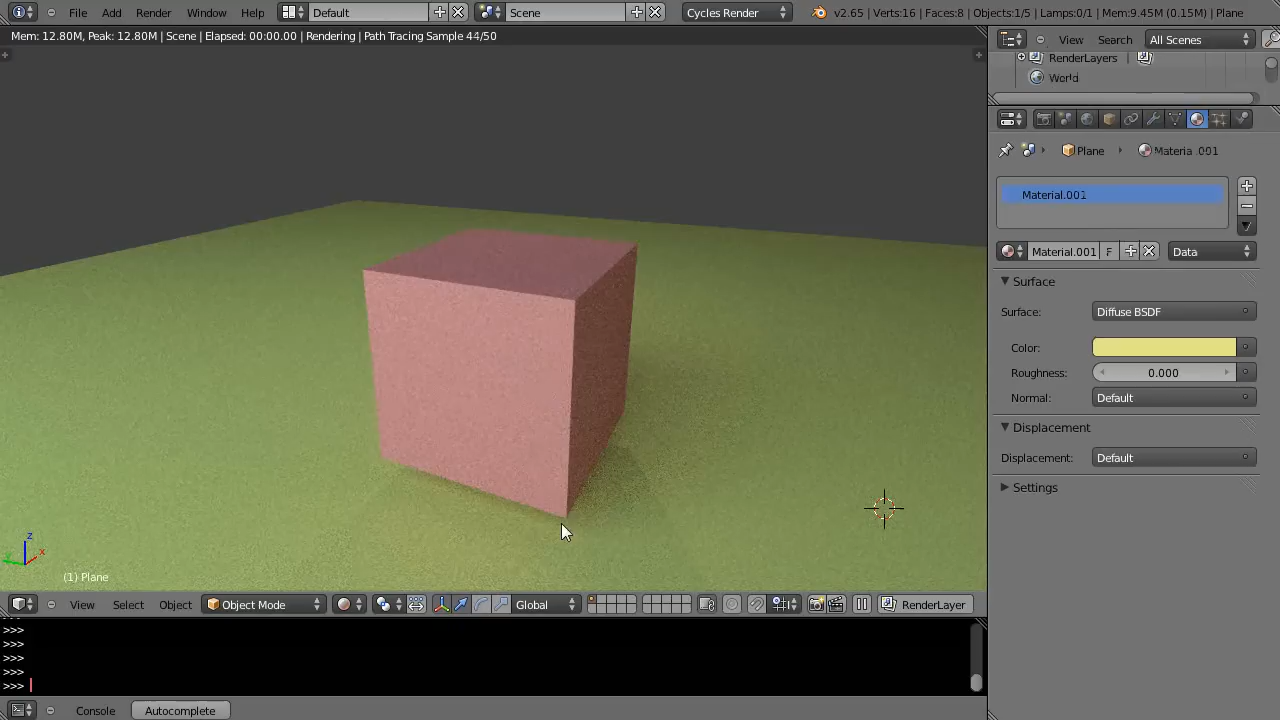 File Add Render Window Help Default Scene Cycles Render v2.65 | Verts:16 | Faces:8 | Objects:1/5 | Lamps:0/1 | Mem:9.45M (0.15M) | Plane
Mem: 12.80M, Peak: 12.80M | Scene | Elapsed: 00:00.00 | Rendering | Path Tracing Sample 44/50
View Search All Scenes
RenderLayers
World
Plane Materia .001
Material.001
Material.001 F Data
Surface
Surface: Diffuse BSDF
Color:
Roughness: 0.000
Normal: Default
Displacement
Displacement: Default
Settings
z
y x
(1) Plane
View Select Object Object Mode Global RenderLayer
>>>
>>>
>>>
>>>
>>>
Console Autocomplete